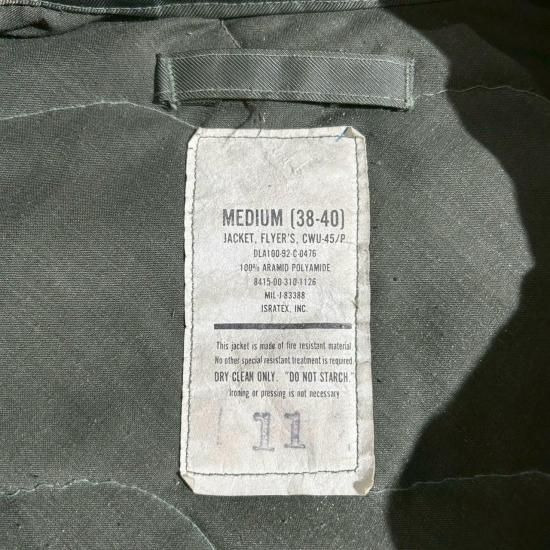 MEDIUM (38-40)
JACKET, FLYER'S, CWU-45/P
DLA100-92-C-0476
100% ARAMID POLYAMIDE
8415-00-310-1126
MIL-J-83388
ISRATEX, INC.
This jacket is made of fire resistant material
No other special resistant treatment is required
DRY CLEAN ONLY. "DO NOT STARCH."
Ironing or pressing is not necessary
11